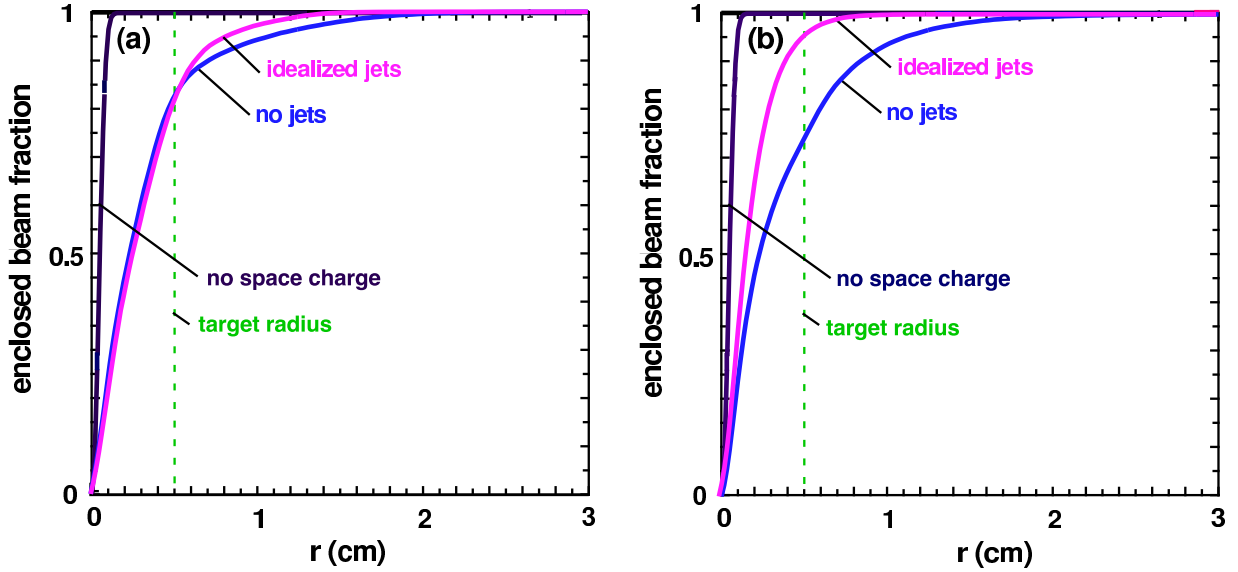 enclosed beam fraction
1
0.5
0
(a)
idealized jets
no jets
no space charge
target radius
0
1
2
3
r (cm)
enclosed beam fraction
1
0.5
0
(b)
idealized jets
no jets
no space charge
target radius
0
1
2
3
r (cm)